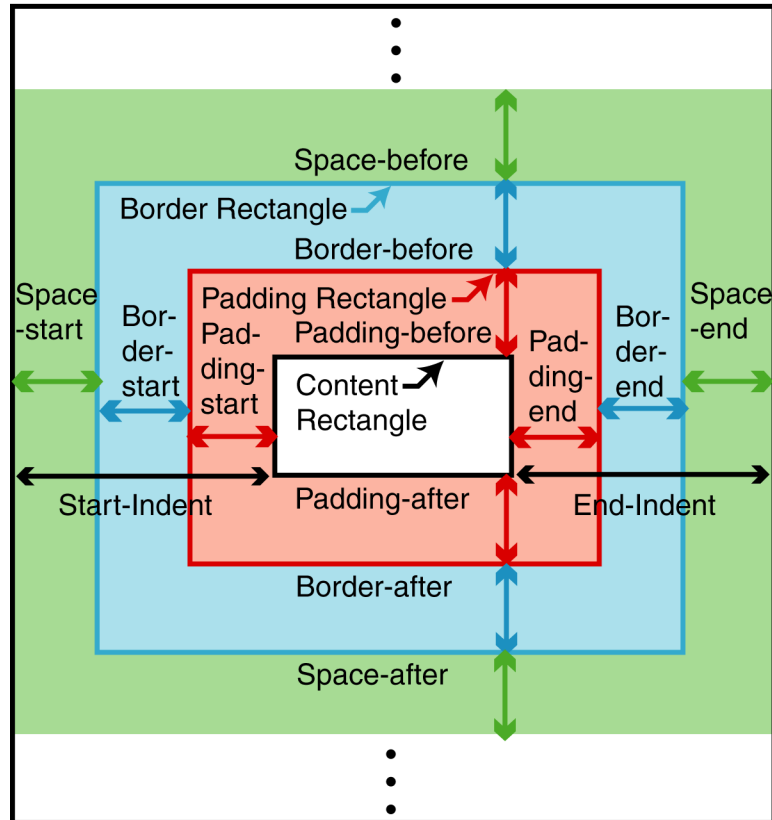 Space-before
Border Rectangle
Border-before
Space
-start
Padding Rectangle
Space
-end
Bor-
der-
start
Pad-
ding-
start
Padding-before
Pad-
ding-
end
Bor-
der-
end
Content
Rectangle
Start-Indent
Padding-after
End-Indent
Border-after
Space-after